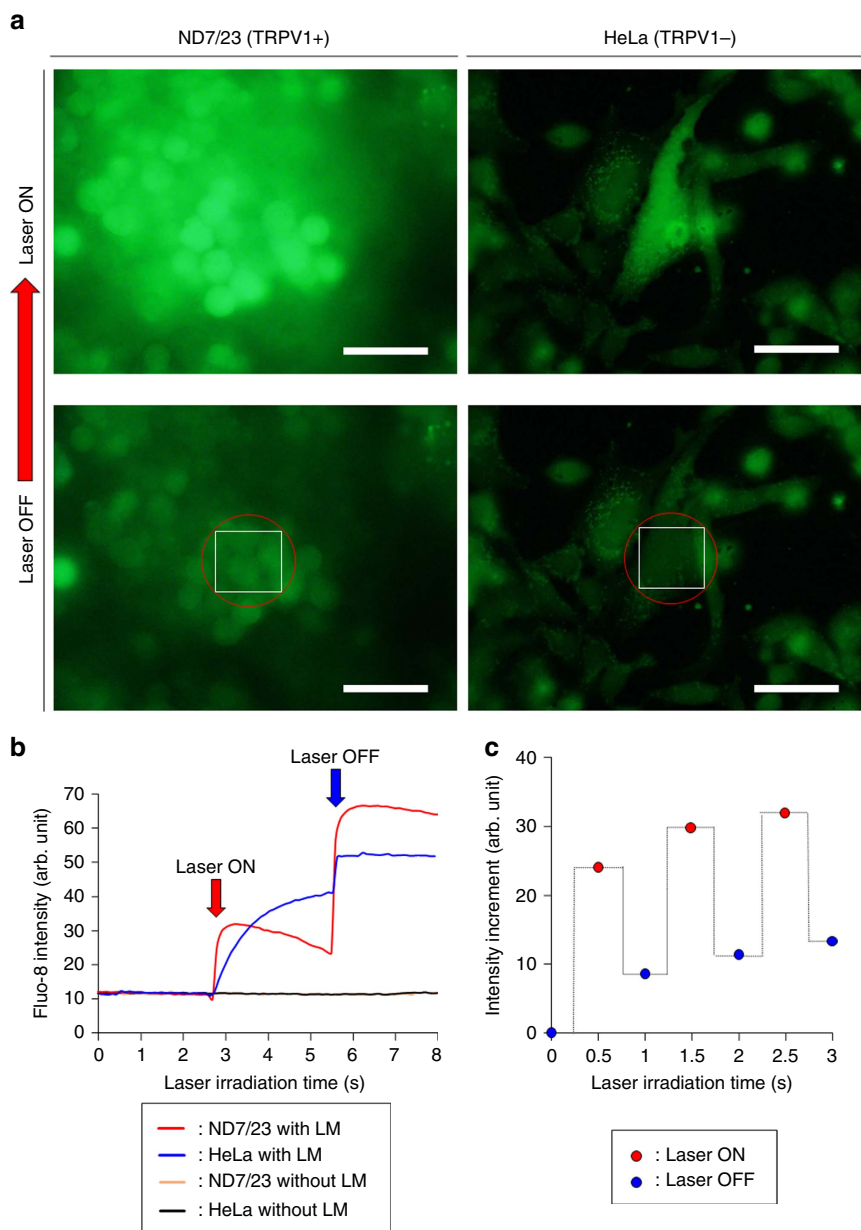 a
ND7/23 (TRPV1+)
HeLa (TRPV1–)
Laser ON
Laser OFF
b
Laser OFF
Laser ON
Fluo-8 intensity (arb. unit)
70
60
50
40
30
20
10
0
0 1 2 3 4 5 6 7 8
Laser irradiation time (s)
: ND7/23 with LM
: HeLa with LM
: ND7/23 without LM
: HeLa without LM
c
Intensity increment (arb. unit)
40
30
20
10
0
0 0.5 1 1.5 2 2.5 3
Laser irradiation time (s)
: Laser ON
: Laser OFF